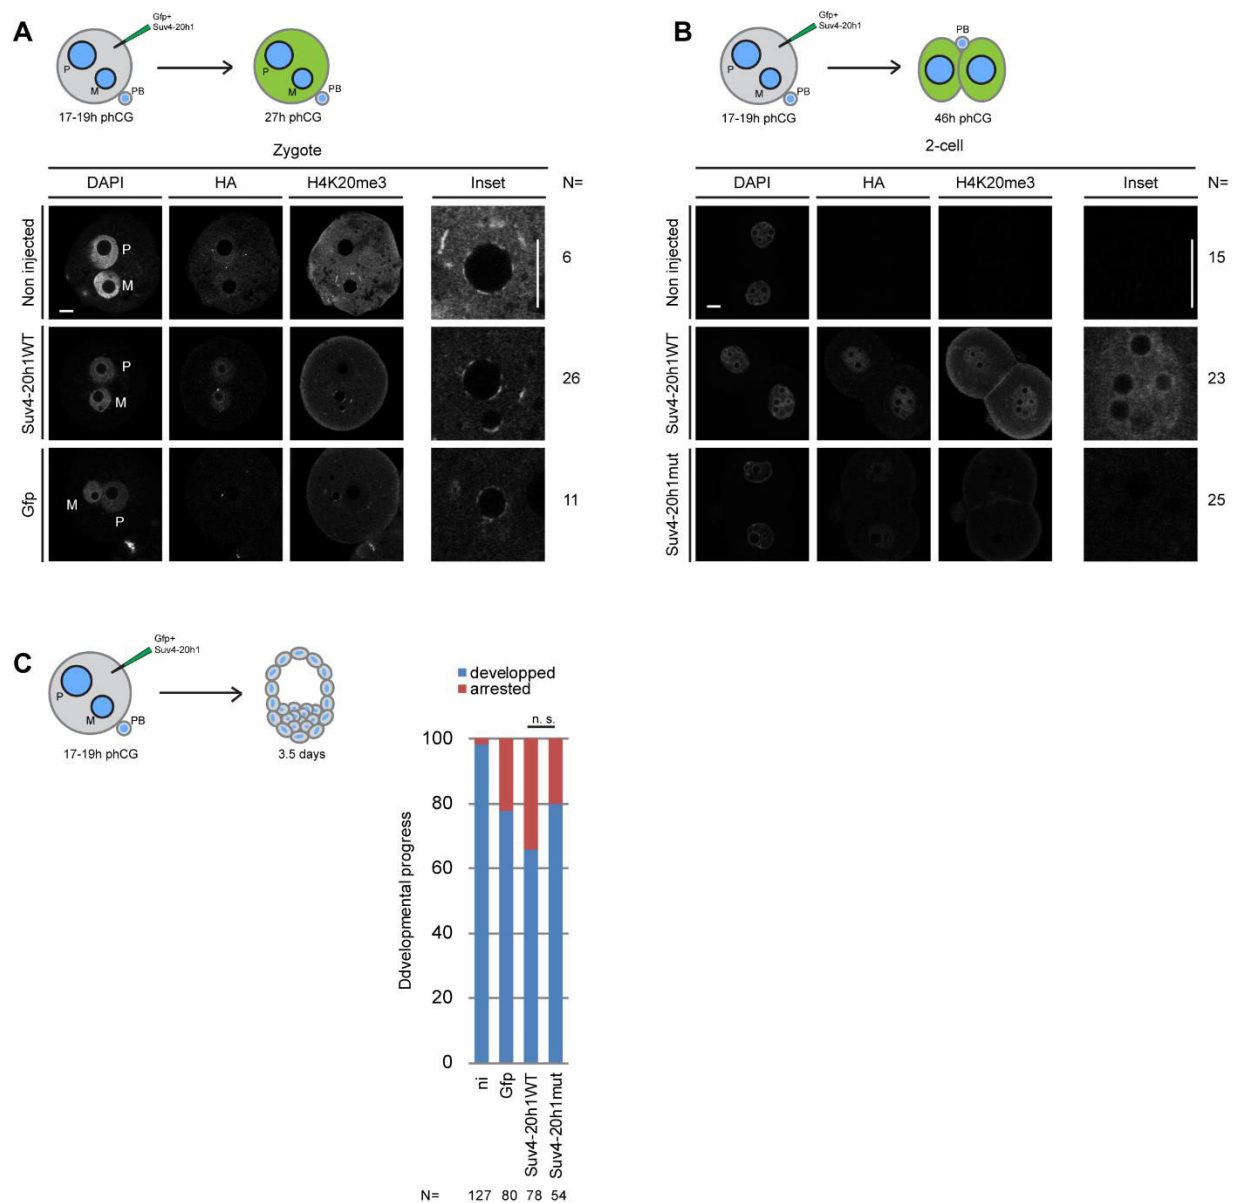 A
Gfp+
Suv4-20h1
P
M
PB
17-19h phCG
P
M
PB
27h phCG
Zygote
DAPI HA H4K20me3 Inset N=
Non injected
P
M
6
Suv4-20h1WT
P
M
26
Gfp
M
P
11
B
Gfp+
Suv4-20h1
P
M
PB
17-19h phCG
PB
46h phCG
2-cell
DAPI HA H4K20me3 Inset N=
Non injected
15
Suv4-20h1WT
23
Suv4-20h1mut
25
C
Gfp+
Suv4-20h1
P
M
PB
17-19h phCG
3.5 days
developped
arrested
n. s.
100
80
60
40
20
0
Ddvelopmental progress
ni
Gfp
Suv4-20h1WT
Suv4-20h1mut
N= 127 80 78 54